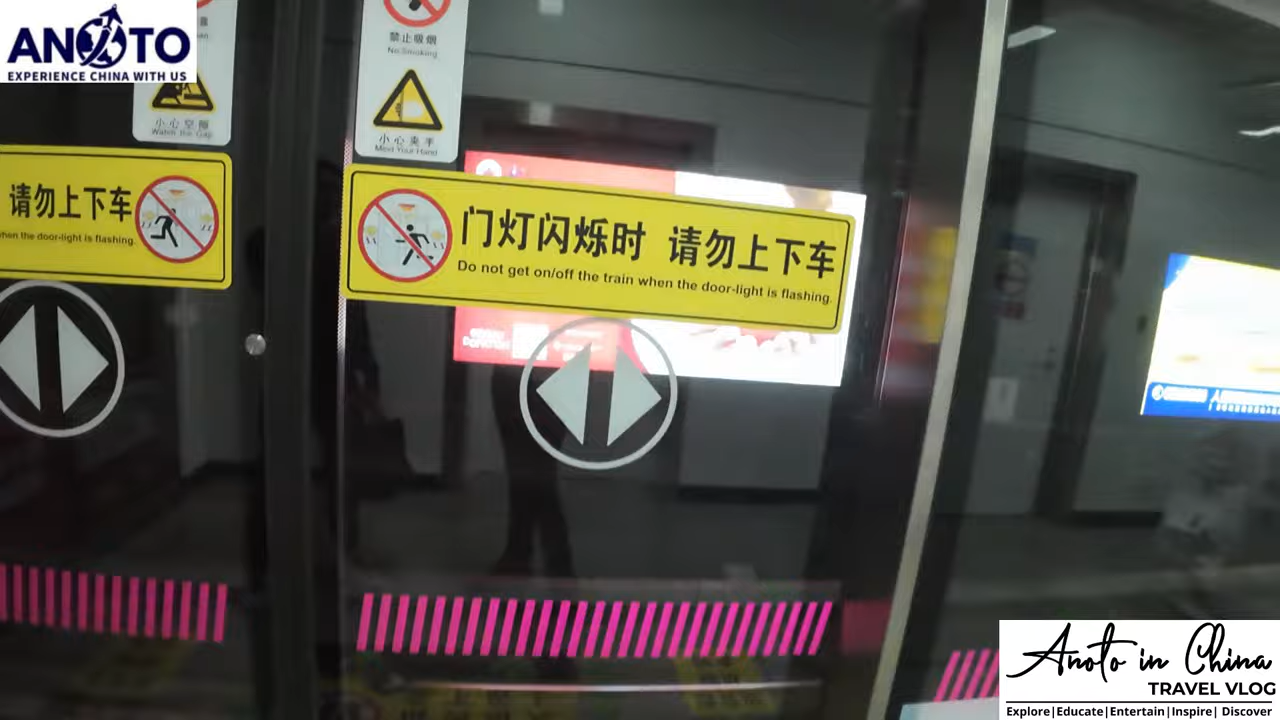 ANOTO
EXPERIENCE CHINA WITH US
小心空隙
Watch the Gap
禁止吸烟
No Smoking
小心夹手
Mind Your Hand
请勿上下车
when the door-light is flashing.
门灯闪烁时 请勿上下车
Do not get on/off the train when the door-light is flashing.
Anoto in China
TRAVEL VLOG
Explore|Educate|Entertain|Inspire| Discover